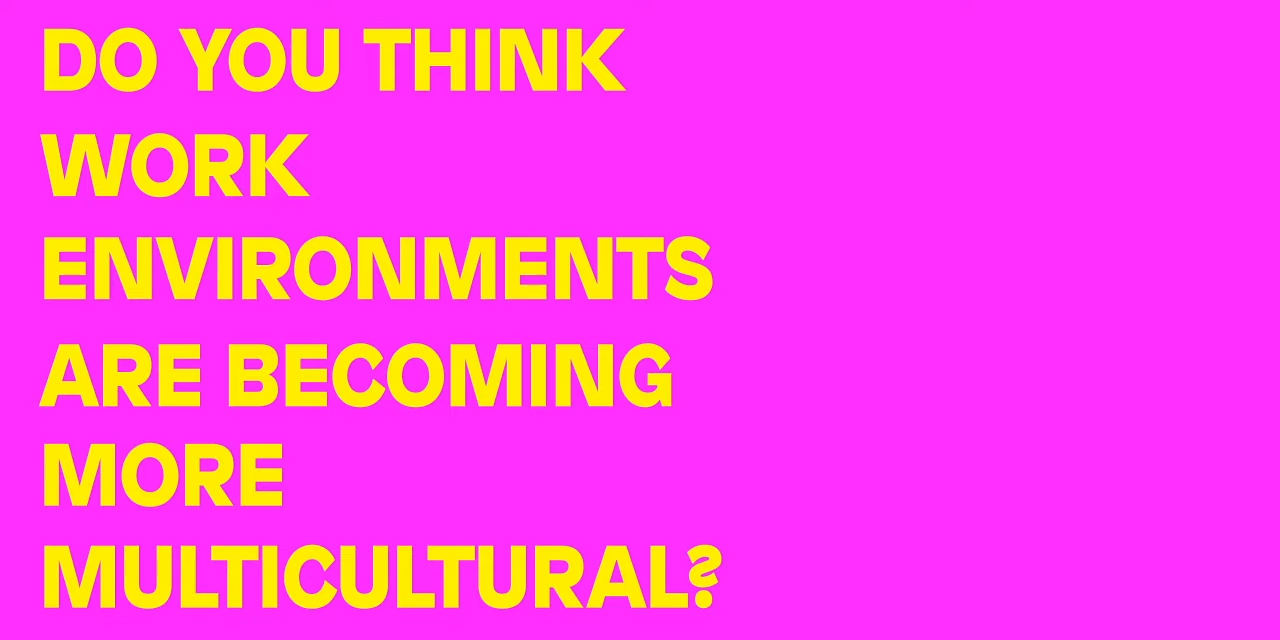 DO YOU THINK
WORK
ENVIRONMENTS
ARE BECOMING
MORE
MULTICULTURAL?